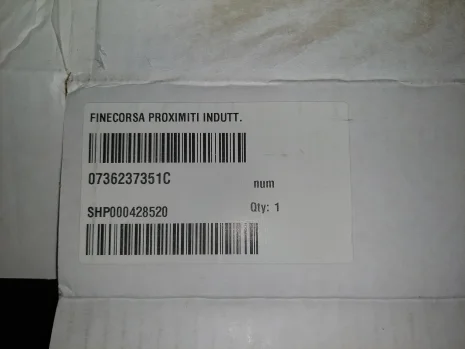 FINECORSA PROXIMITI INDUTT.
0736237351C
num
SHP000428520
Qty: 1